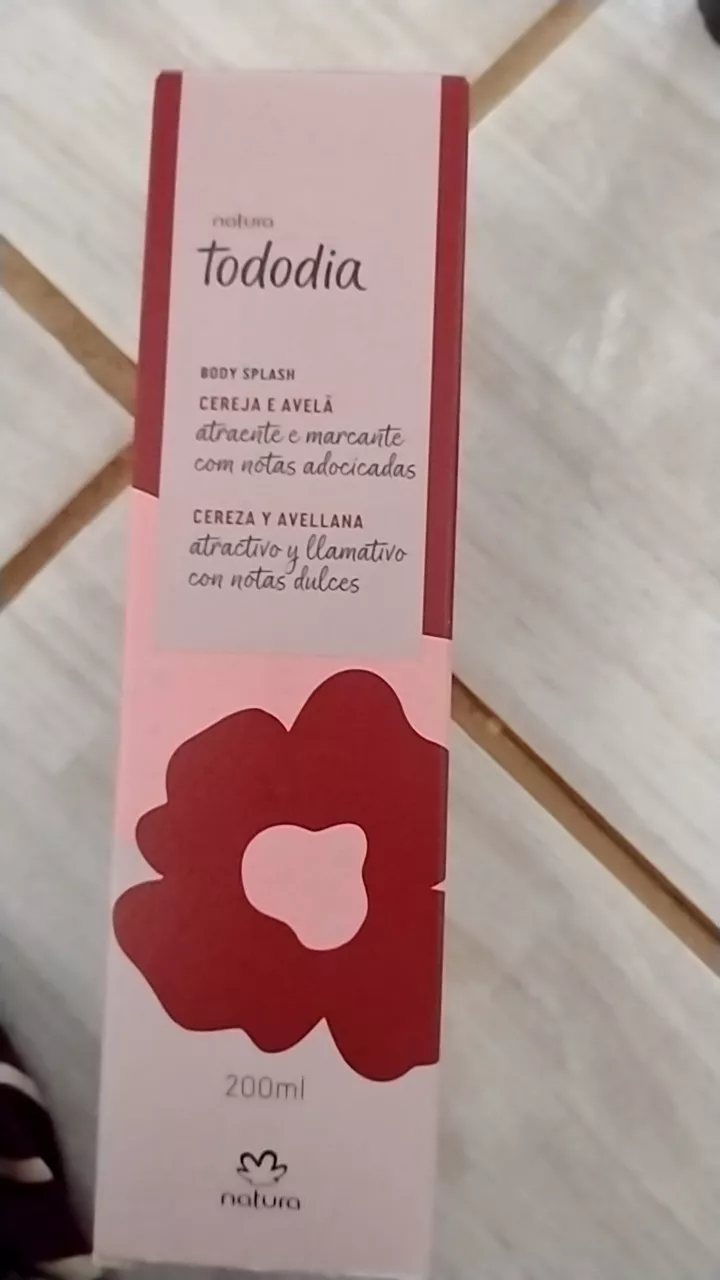 natura
Tododia
BODY SPLASH
CEREJA E AVELÃ
atraente e marcante
com notas adocicadas
CEREZA Y AVELLANA
atractivo y llamativo
con notas dulces
200ml
natura